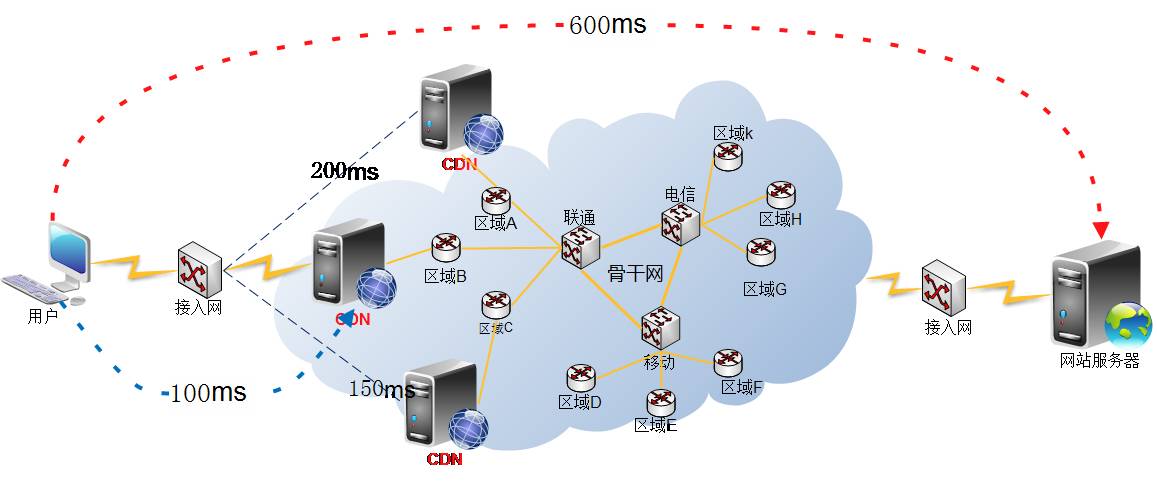 600ms
区域k
CDN
200ms
电信
区域A
联通
区域H
区域B
骨干网
区域G
接入网
用户
CDN
区域C
接入网
移动
网站服务器
100ms
150ms
区域F
区域D
区域E
CDN